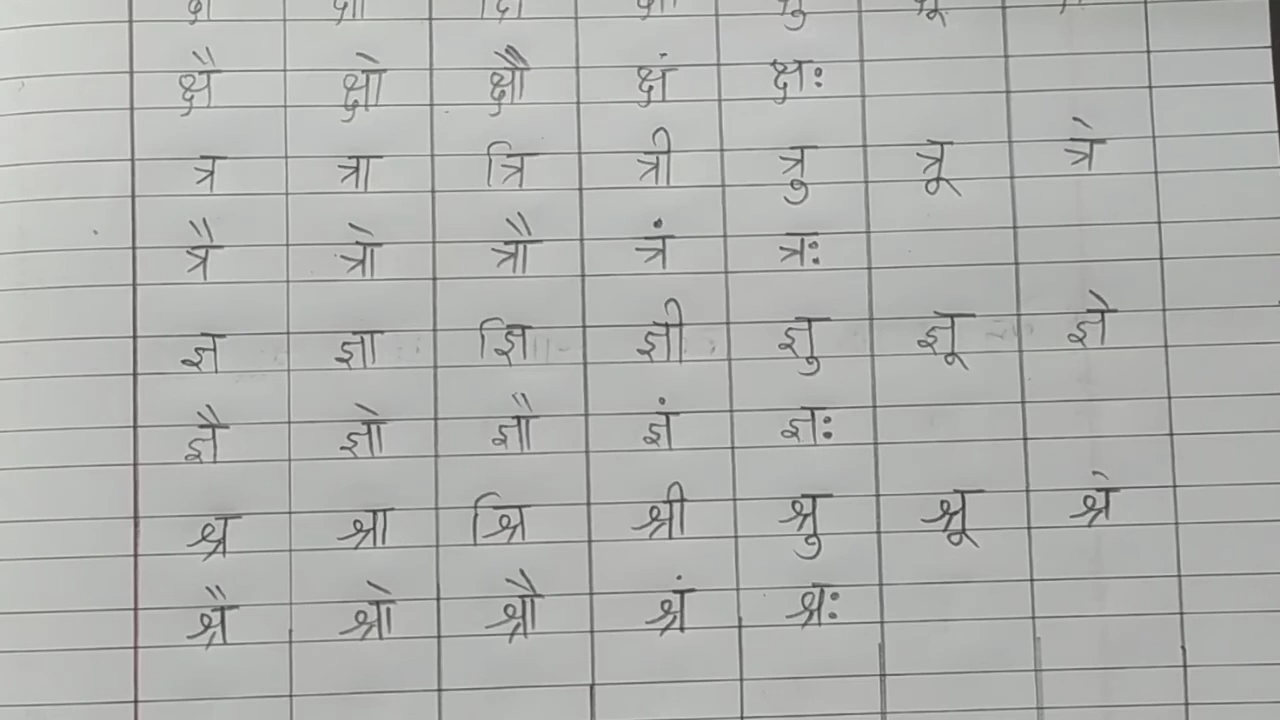 क्षै क्षो क्षौ क्षं क्षः
त्र त्रा त्रि त्री त्रु त्रू त्रे
त्रै त्रो त्रौ त्रं त्रः
ज्ञ ज्ञा ज्ञि ज्ञी ज्ञु ज्ञू ज्ञे
ज्ञै ज्ञो ज्ञौ ज्ञं ज्ञः
श्र श्रा श्रि श्री श्रु श्रू श्रे
श्रै श्रो श्रौ श्रं श्रः